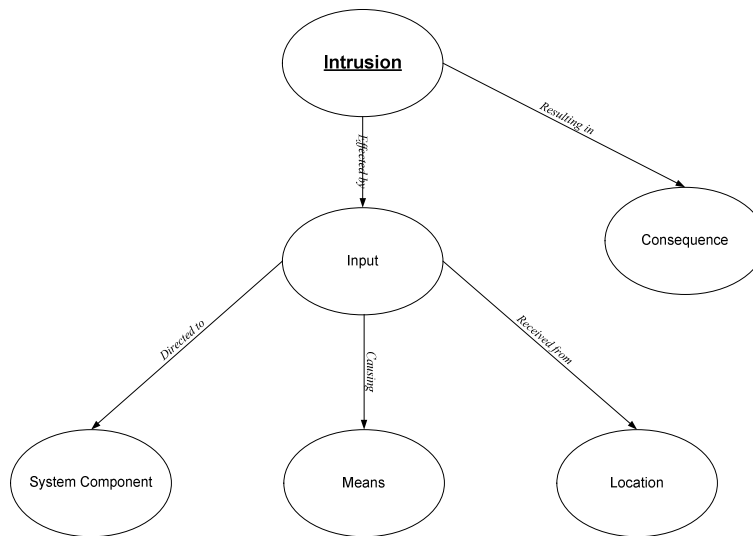 Intrusion
Resulting in
Effected by
Consequence
Input
Directed to
Causing
Received from
System Component
Means
Location